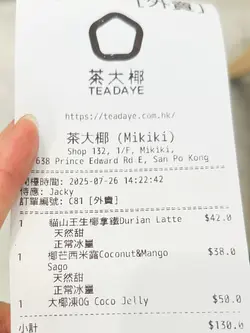 [外賣]
茶大椰
TEADAYE
https://teadaye.com.hk/
茶大椰 (Mikiki)
Shop 132, 1/F, Mikiki,
638 Prince Edward Rd E, San Po Kong
時間: 2025-07-26 14:22:42
侍應: Jacky
訂單編號: C81 [外賣]
1 貓山王生椰拿鐵Durian Latte $42.0
天然甜
正常冰量
1 椰芒西米露Coconut&Mango $38.0
Sago
天然甜
正常冰量
1 大椰凍OG Coco Jelly $50.0
小計 $130.0